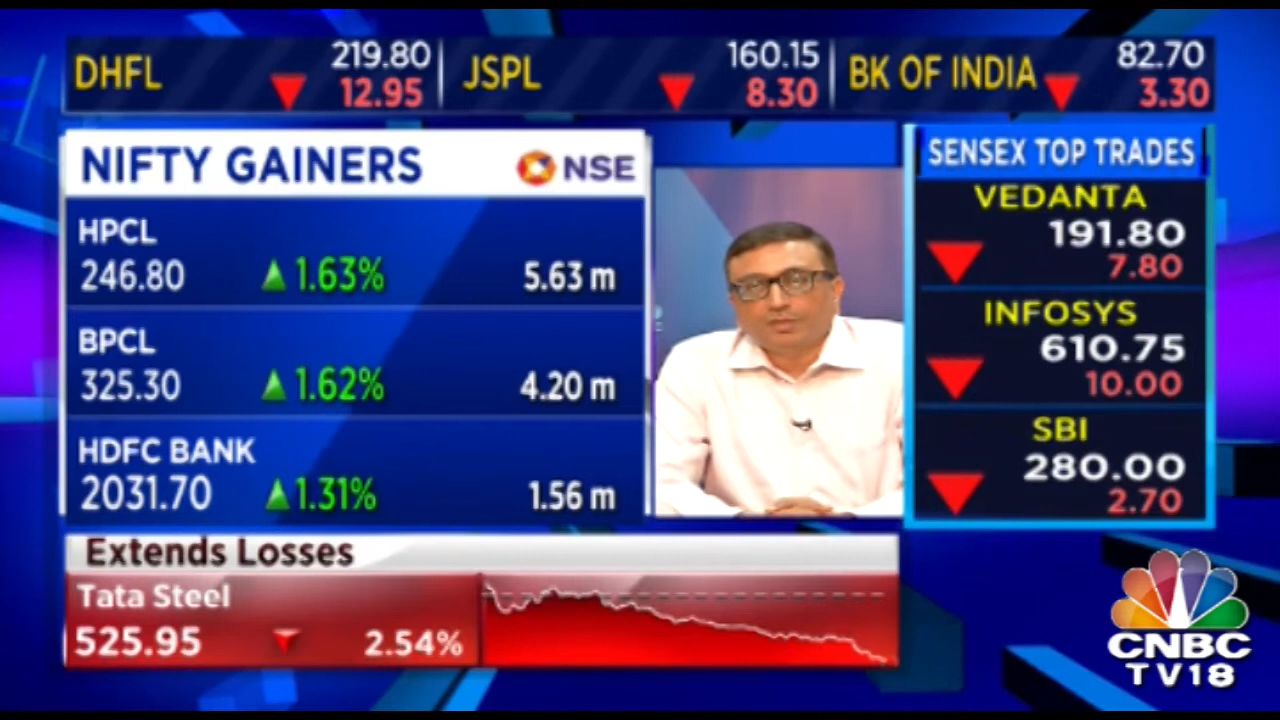 DHFL 219.80 12.95
JSPL 160.15 8.30
BK OF INDIA 82.70 3.30
NIFTY GAINERS NSE
HPCL
246.80 1.63% 5.63 m
BPCL
325.30 1.62% 4.20 m
HDFC BANK
2031.70 1.31% 1.56 m
SENSEX TOP TRADES
VEDANTA
191.80
7.80
INFOSYS
610.75
10.00
SBI
280.00
2.70
Extends Losses
Tata Steel
525.95 2.54%
CNBC
TV18